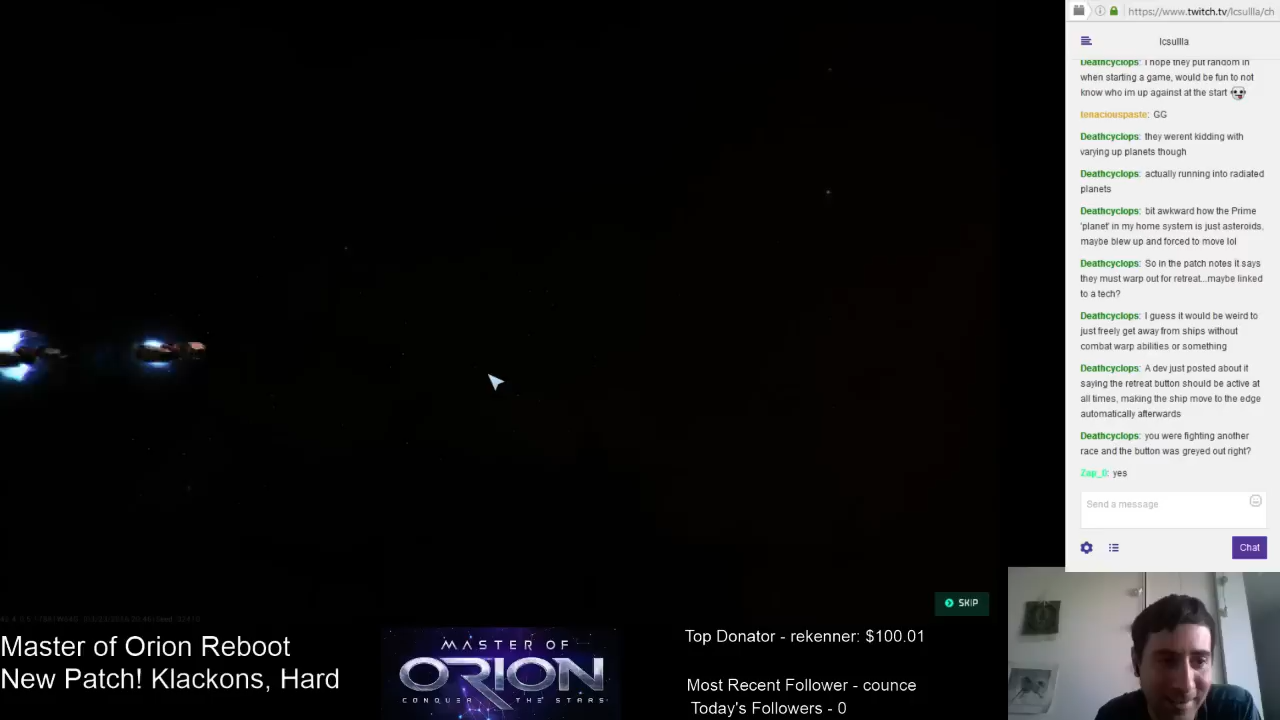 https://www.twitch.tv/lcsullla/ch
lcsullla
Deathcyclops: I hope they put random in
when starting a game, would be fun to not
know who im up against at the start
tenaciouspaste: GG
Deathcyclops: they werent kidding with
varying up planets though
Deathcyclops: actually running into radiated
planets
Deathcyclops: bit awkward how the Prime
'planet' in my home system is just asteroids,
maybe blew up and forced to move lol
Deathcyclops: So in the patch notes it says
they must warp out for retreat...maybe linked
to a tech?
Deathcyclops: I guess it would be weird to
just freely get away from ships without
combat warp abilities or something
Deathcyclops: A dev just posted about it
saying the retreat button should be active at
all times, making the ship move to the edge
automatically afterwards
Deathcyclops: you were fighting another
race and the button was greyed out right?
Zap_0: yes
Send a message
Chat
SKIP
Master of Orion Reboot
New Patch! Klackons, Hard
MASTER OF
ORION
CONQUER THE STARS
Top Donator - rekenner: $100.01
Most Recent Follower - counce
Today's Followers - 0